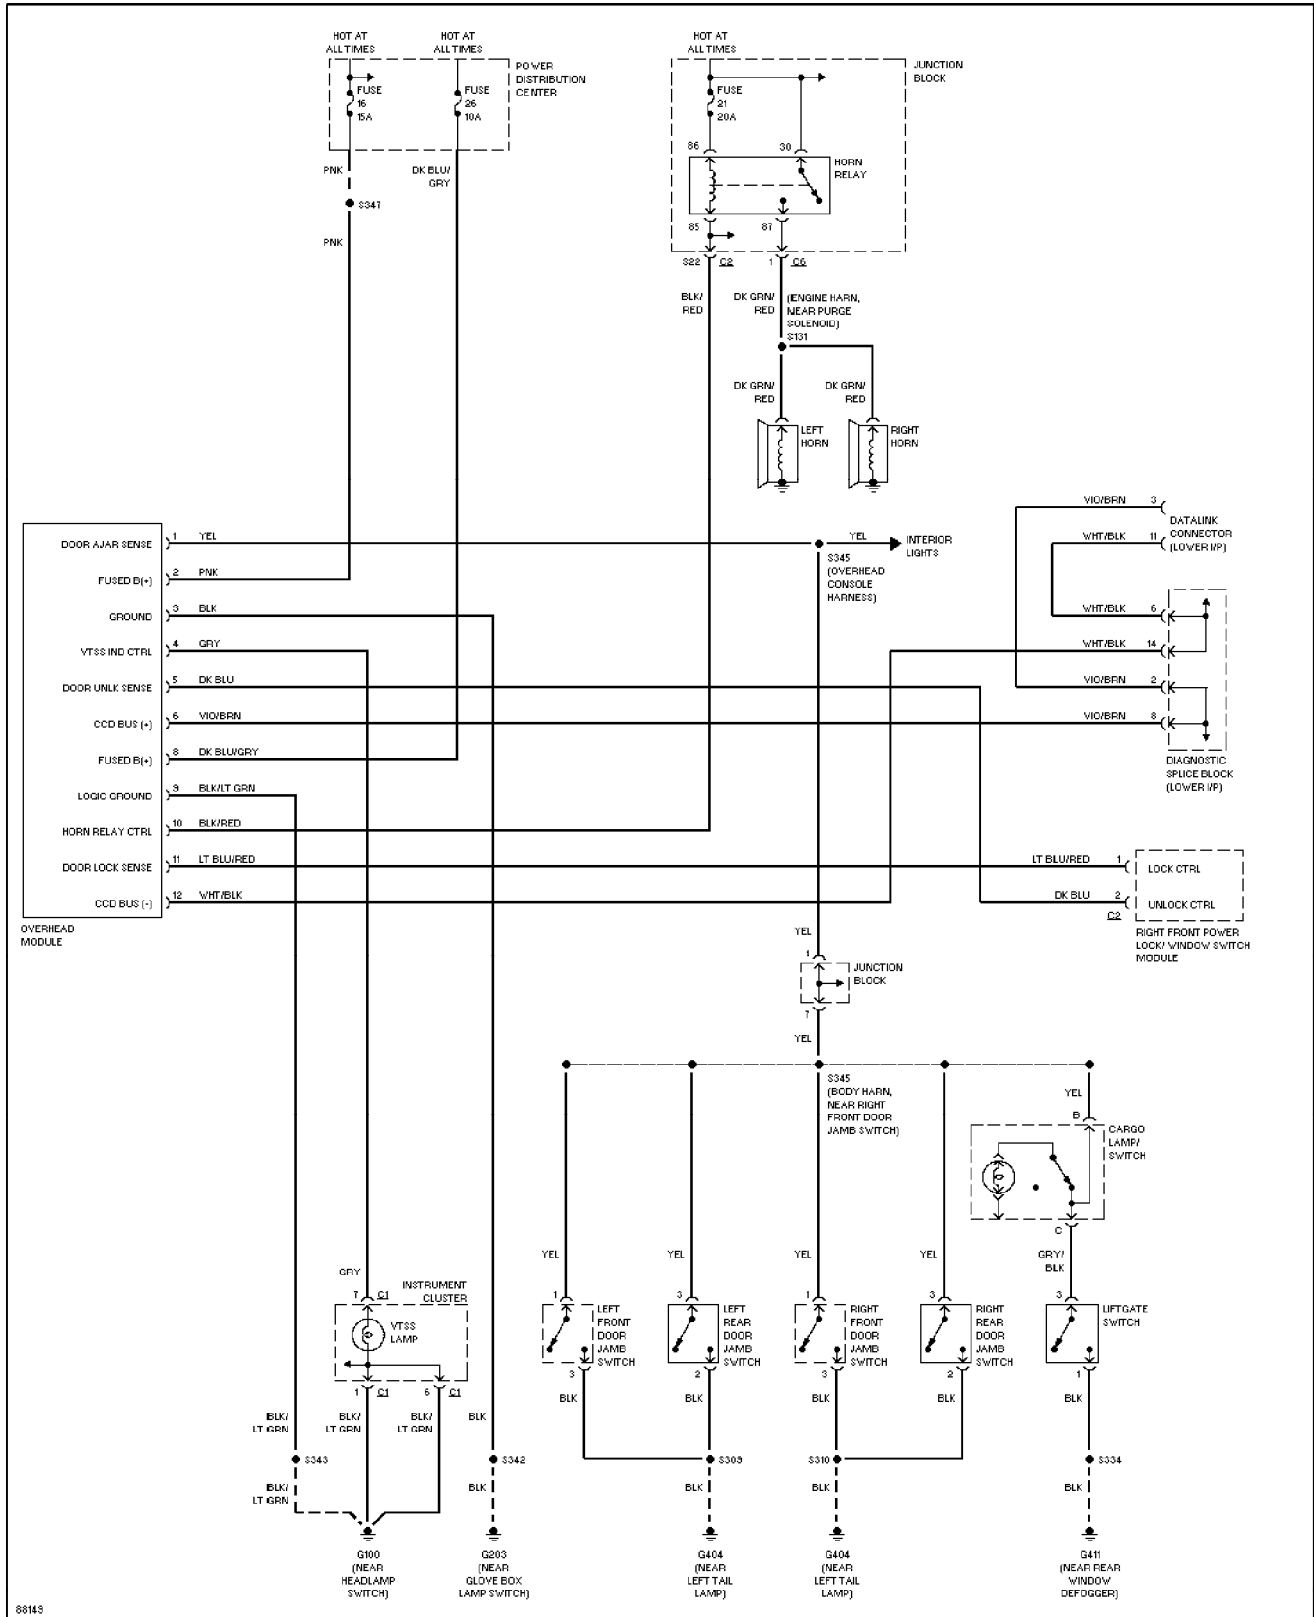 HOT AT
ALL TIMES
HOT AT
ALL TIMES
HOT AT
ALL TIMES
POWER
DISTRIBUTION
CENTER
FUSE
16
15A
FUSE
26
10A
JUNCTION
BLOCK
FUSE
21
20A
86
30
HORN
RELAY
PNK
DK BLU/
GRY
S347
PNK
85
87
S22
C2
1
C6
BLK/
RED
DK GRN/
RED
(ENGINE HARN,
NEAR PURGE
SOLENOID)
S131
DK GRN/
RED
DK GRN/
RED
LEFT
HORN
RIGHT
HORN
VIO/BRN 3
DATALINK
CONNECTOR
(LOWER I/P)
WHT/BLK 11
DOOR AJAR SENSE 1 YEL
YEL
INTERIOR
LIGHTS
S345
(OVERHEAD
CONSOLE
HARNESS)
FUSED B(+) 2 PNK
GROUND 3 BLK
WHT/BLK 6
VTSS IND CTRL 4 GRY
WHT/BLK 14
DOOR UNLK SENSE 5 DK BLU
VIO/BRN 2
CCD BUS (+) 6 VIO/BRN
VIO/BRN 8
FUSED B(+) 8 DK BLU/GRY
DIAGNOSTIC
SPLICE BLOCK
(LOWER I/P)
LOGIC GROUND 9 BLK/LT GRN
HORN RELAY CTRL 10 BLK/RED
DOOR LOCK SENSE 11 LT BLU/RED
LT BLU/RED 1 LOCK CTRL
CCD BUS (-) 12 WHT/BLK
DK BLU 2 UNLOCK CTRL
C2
OVERHEAD
MODULE
RIGHT FRONT POWER
LOCK/ WINDOW SWITCH
MODULE
YEL
1
JUNCTION
BLOCK
7
YEL
S345
(BODY HARN,
NEAR RIGHT
FRONT DOOR
JAMB SWITCH)
YEL
B
CARGO
LAMP/
SWITCH
C
GRY/
BLK
YEL
YEL
YEL
YEL
GRY
7 C1
INSTRUMENT
CLUSTER
VTSS
LAMP
1 C1
6 C1
1
LEFT
FRONT
DOOR
JAMB
SWITCH
3
3
LEFT
REAR
DOOR
JAMB
SWITCH
2
1
RIGHT
FRONT
DOOR
JAMB
SWITCH
3
3
RIGHT
REAR
DOOR
JAMB
SWITCH
2
3
LIFTGATE
SWITCH
1
BLK
BLK
BLK
BLK
BLK
BLK/
LT GRN
BLK/
LT GRN
BLK/
LT GRN
BLK
S343
S342
S309
S310
S334
BLK/
LT GRN
BLK
BLK
BLK
BLK
G100
(NEAR
HEADLAMP
SWITCH)
G203
(NEAR
GLOVE BOX
LAMP SWITCH)
G404
(NEAR
LEFT TAIL
LAMP)
G404
(NEAR
LEFT TAIL
LAMP)
G411
(NEAR REAR
WINDOW
DEFOGGER)
88149